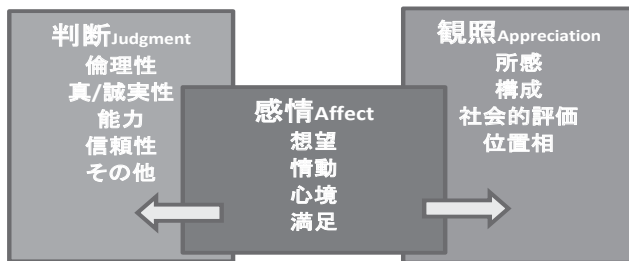 判断Judgment
倫理性
真/誠実性
能力
信頼性
その他
感情Affect
想望
情動
心境
満足
観照Appreciation
所感
構成
社会的評価
位置相